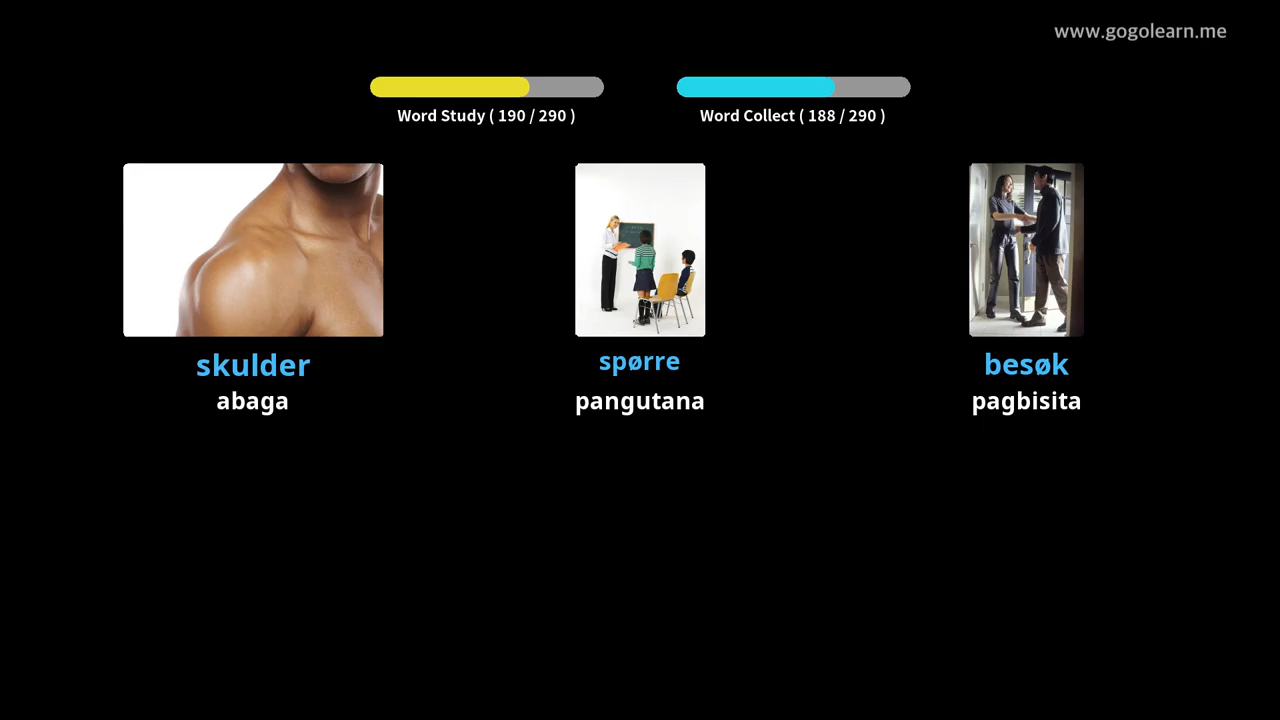 www.gogolearn.me
Word Study ( 190 / 290 )
Word Collect ( 188 / 290 )
skulder
abaga
spørre
pangutana
besøk
pagbisita